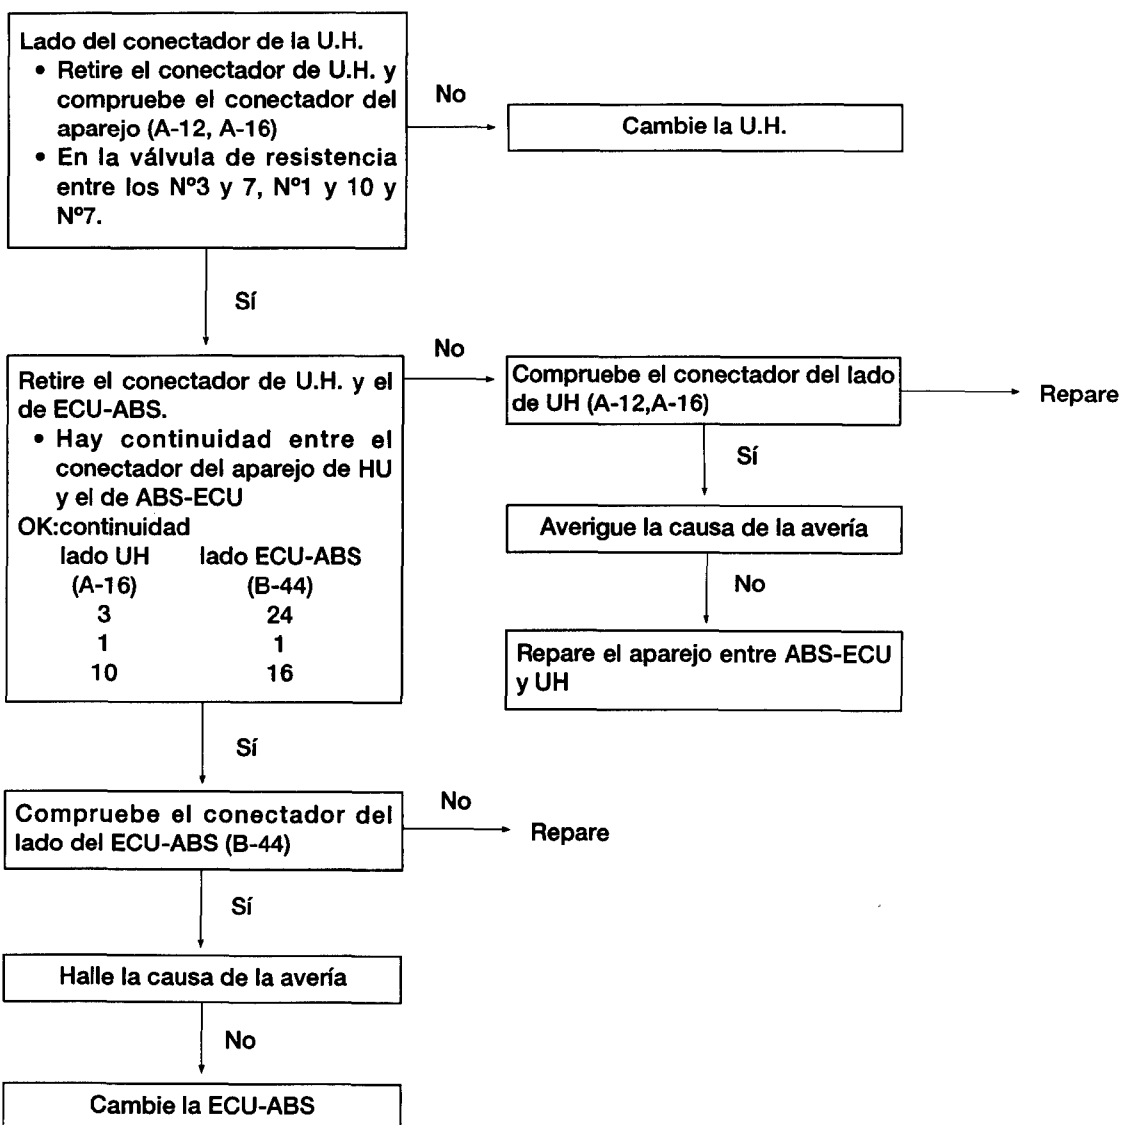 Lado del conectador de la U.H.
• Retire el conectador de U.H. y
compruebe el conectador del
aparejo (A-12, A-16)
• En la válvula de resistencia
entre los Nº3 y 7, Nº1 y 10 y
Nº7.
No
Cambie la U.H.
Sí
Retire el conectador de U.H. y el
de ECU-ABS.
• Hay continuidad entre el
conectador del aparejo de HU
y el de ABS-ECU
OK:continuidad
lado UH lado ECU-ABS
(A-16) (B-44)
3 24
1 1
10 16
No
Compruebe el conectador del lado
de UH (A-12,A-16)
Repare
Sí
Averigue la causa de la avería
No
Repare el aparejo entre ABS-ECU
y UH
Sí
Compruebe el conectador del
lado del ECU-ABS (B-44)
No
Repare
Sí
Halle la causa de la avería
No
Cambie la ECU-ABS